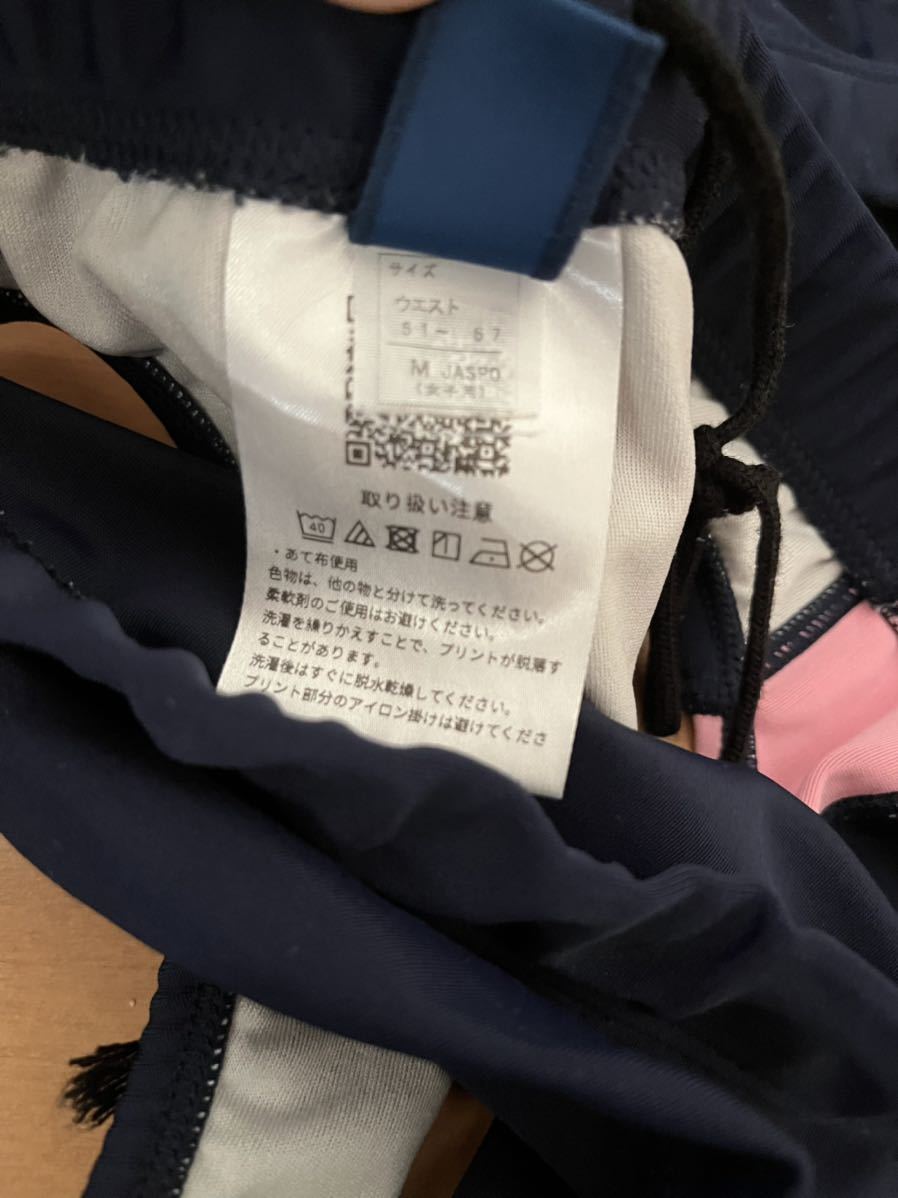 サイズ
ウエスト
51～ 67
M JASPO
(女子用)
取り扱い注意
40
・あて布使用
色物は、他の物と分けて洗ってください。
柔軟剤のご使用はお避けください。
洗濯を繰りかえすことで、プリントが脱落す
ることがあります。
洗濯後はすぐに脱水乾燥してください。
プリント部分のアイロン掛けは避けてくださ